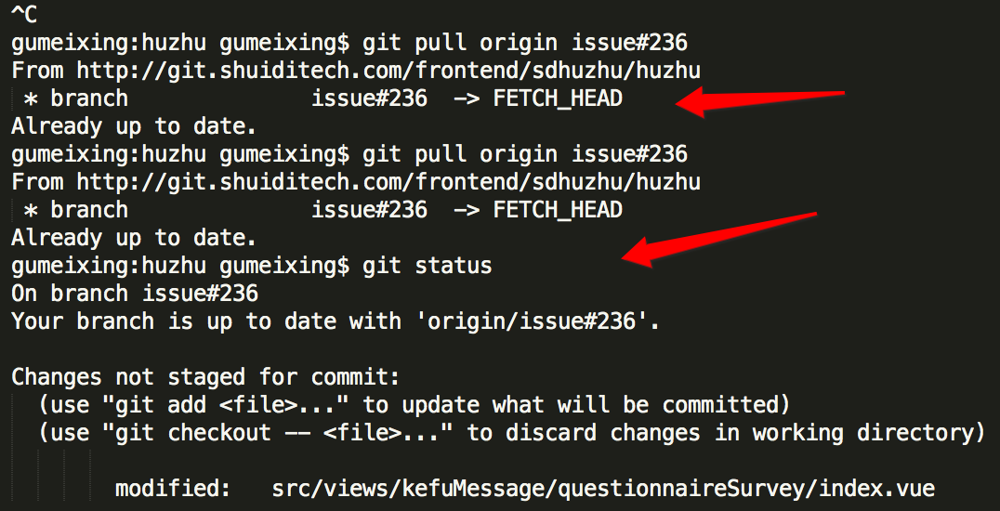 ^C
gumeixing:huzhu gumeixing$ git pull origin issue#236
From http://git.shuiditech.com/frontend/sdhuzhu/huzhu
 * branch            issue#236  -> FETCH_HEAD
Already up to date.
gumeixing:huzhu gumeixing$ git pull origin issue#236
From http://git.shuiditech.com/frontend/sdhuzhu/huzhu
 * branch            issue#236  -> FETCH_HEAD
Already up to date.
gumeixing:huzhu gumeixing$ git status
On branch issue#236
Your branch is up to date with 'origin/issue#236'.

Changes not staged for commit:
  (use "git add <file>..." to update what will be committed)
  (use "git checkout -- <file>..." to discard changes in working directory)

        modified:   src/views/kefuMessage/questionnaireSurvey/index.vue